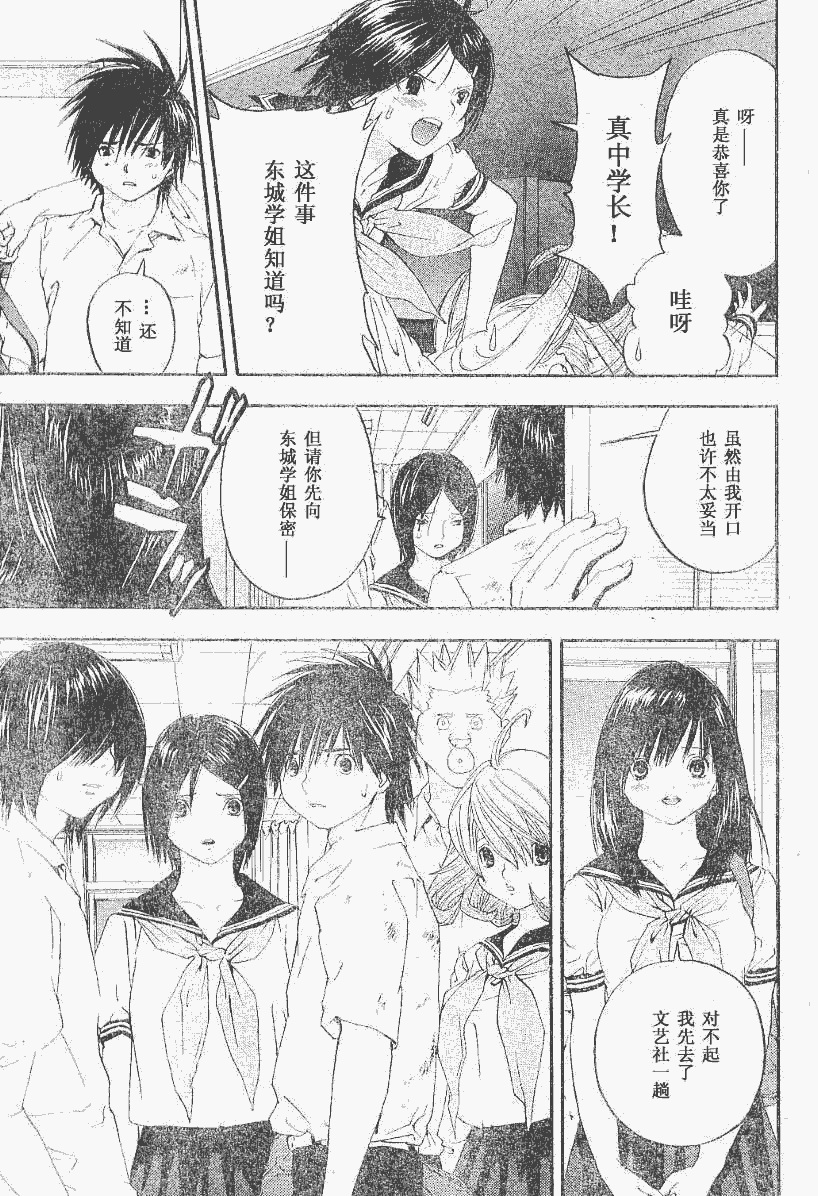 呀——
真是恭喜你了
真中学长！
哇呀
这件事
东城学姐知道吗？
…还
不知道
虽然由我开口
也许不太妥当
但请你先向
东城学姐保密——
对不起
我先去了
文艺社一趟